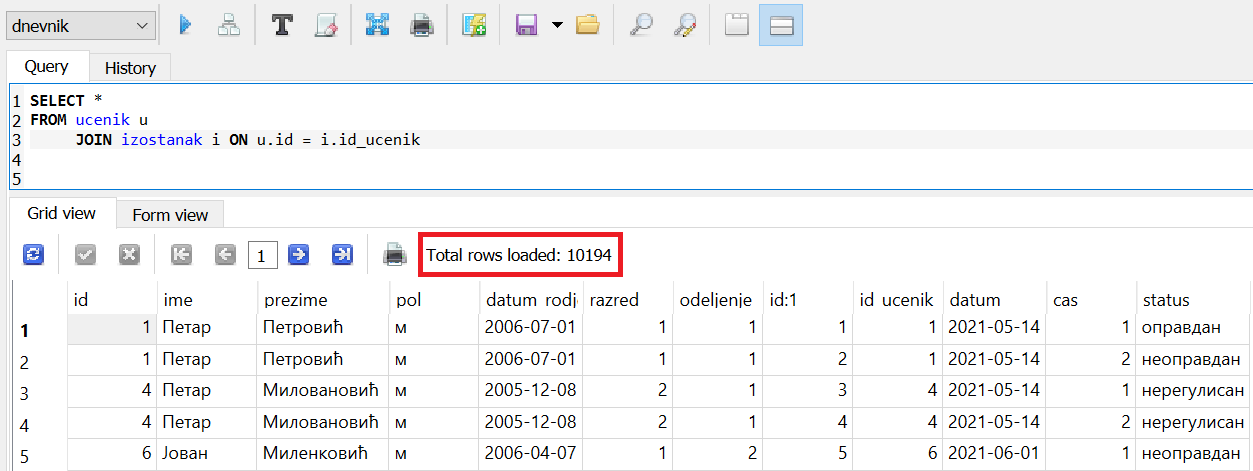 dnevnik
Query History
1 SELECT *
2 FROM ucenik u
3 JOIN izostanak i ON u.id = i.id_ucenik
4
5
Grid view Form view
1 Total rows loaded: 10194
id ime prezime pol datum_rodj razred odeljenje id:1 id_ucenik datum cas status
1 1 Петар Петровић м 2006-07-01 1 1 1 1 2021-05-14 1 оправдан
2 1 Петар Петровић м 2006-07-01 1 1 2 1 2021-05-14 2 неоправдан
3 4 Петар Миловановић м 2005-12-08 2 1 3 4 2021-05-14 1 нерегулисан
4 4 Петар Миловановић м 2005-12-08 2 1 4 4 2021-05-14 2 нерегулисан
5 6 Јован Миленковић м 2006-04-07 1 2 5 6 2021-06-01 1 неоправдан